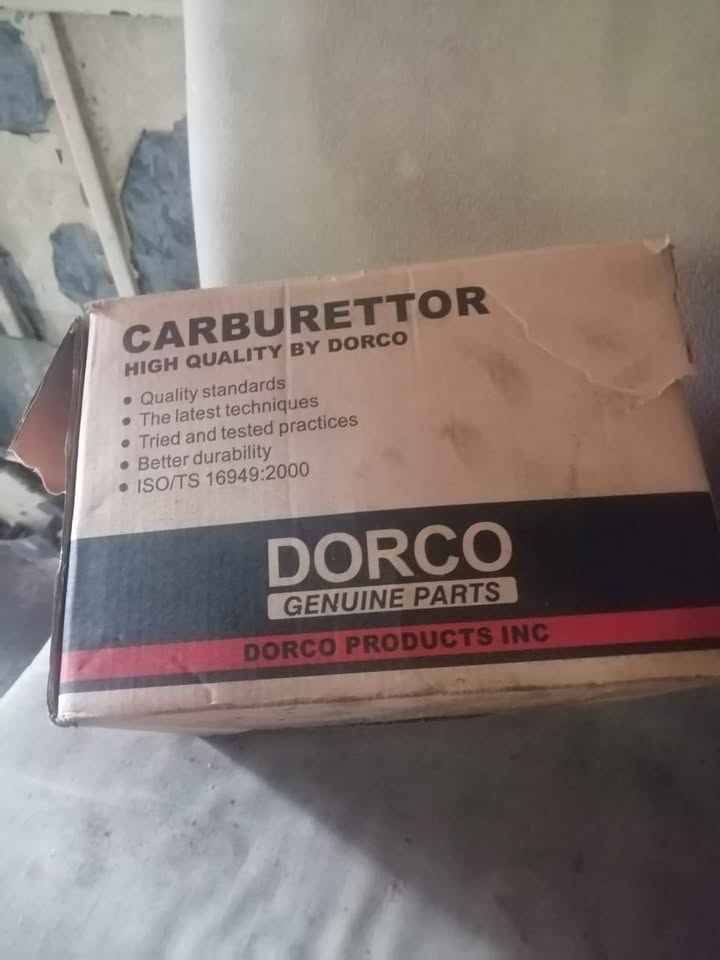 CARBURETTOR
HIGH QUALITY BY DORCO
• Quality standards
• The latest techniques
• Tried and tested practices
• Better durability
• ISO/TS 16949:2000
DORCO
GENUINE PARTS
DORCO PRODUCTS INC